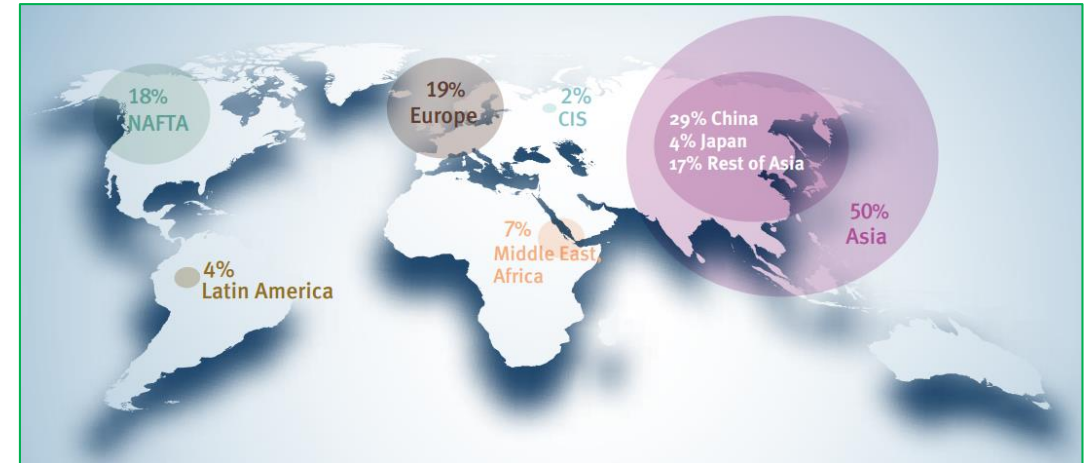 18%
NAFTA
19%
Europe
2%
CIS
29% China
4% Japan
17% Rest of Asia
50%
Asia
7%
Middle East,
Africa
4%
Latin America